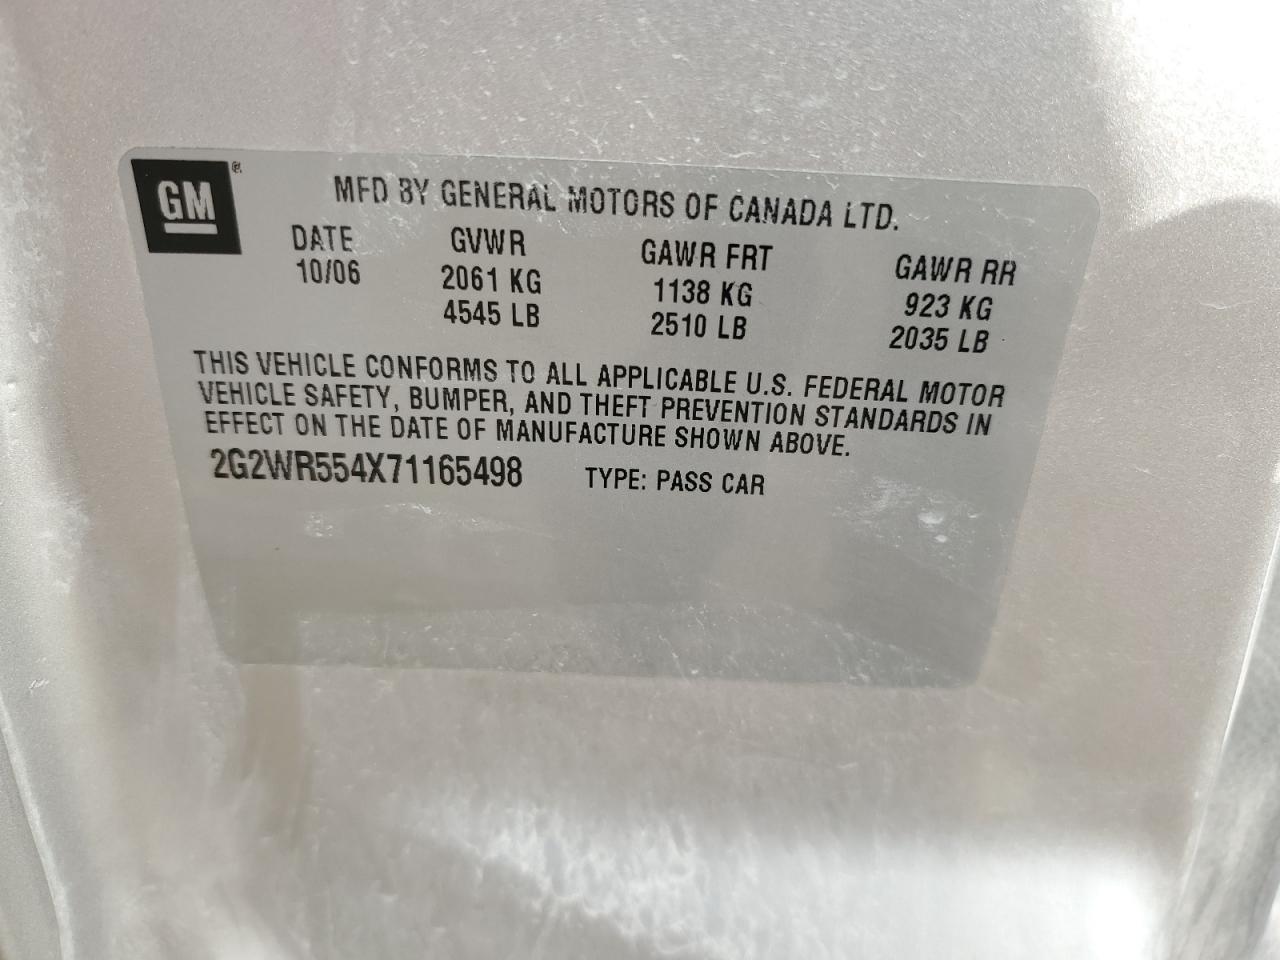 GM®
MFD BY GENERAL MOTORS OF CANADA LTD.
DATE GVWR GAWR FRT GAWR RR
10/06 2061 KG 1138 KG 923 KG
4545 LB 2510 LB 2035 LB
THIS VEHICLE CONFORMS TO ALL APPLICABLE U.S. FEDERAL MOTOR
VEHICLE SAFETY, BUMPER, AND THEFT PREVENTION STANDARDS IN
EFFECT ON THE DATE OF MANUFACTURE SHOWN ABOVE.
2G2WR554X71165498 TYPE: PASS CAR